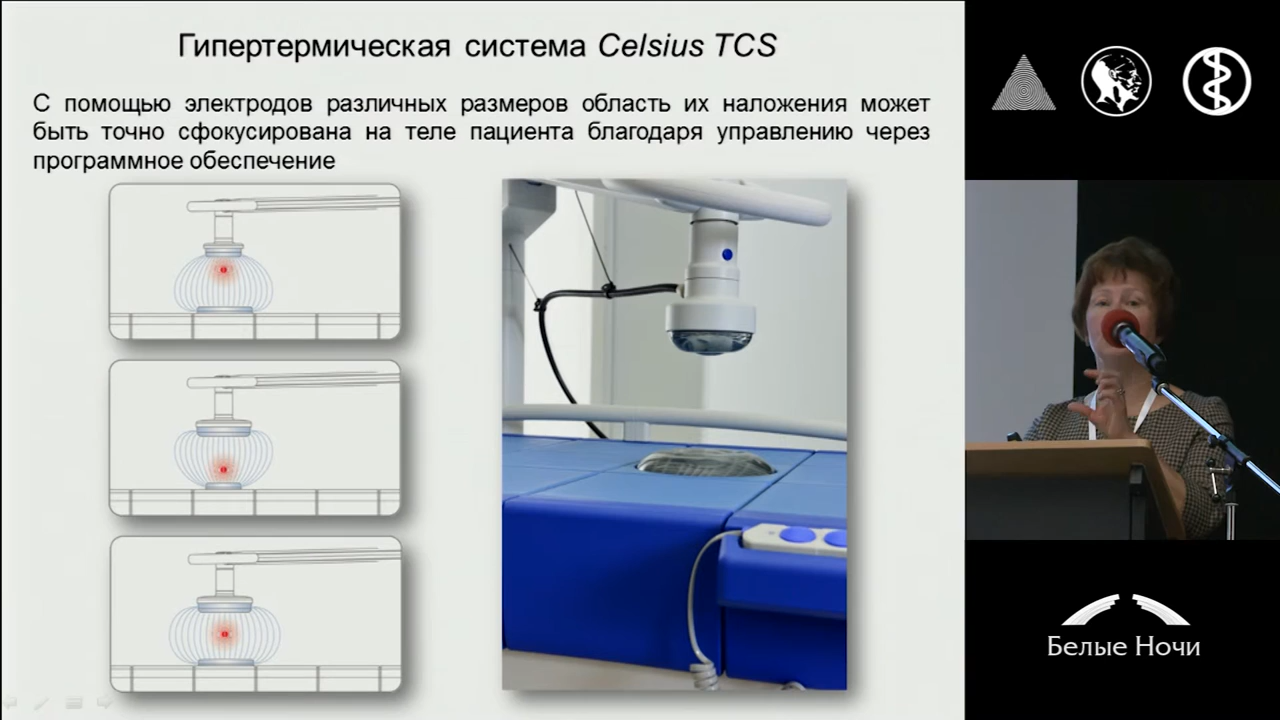 Гипертермическая система Celsius TCS
С помощью электродов различных размеров область их наложения может
быть точно сфокусирована на теле пациента благодаря управлению через
программное обеспечение
Белые Ночи